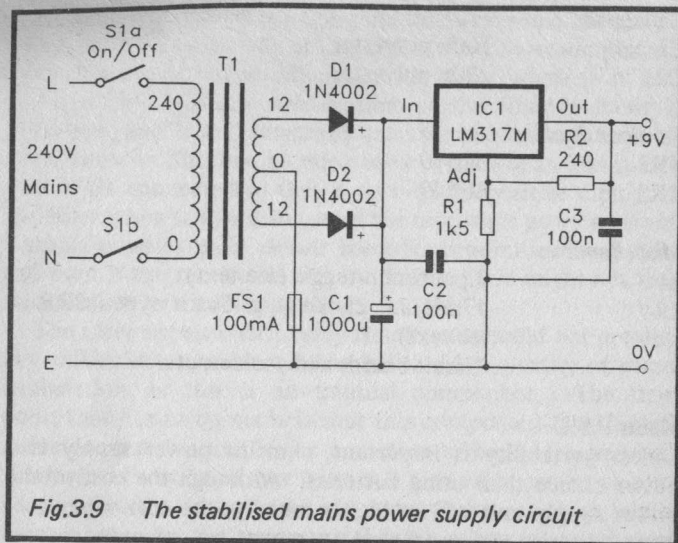 S1a
On/Off
L
240
T1
12
D1
1N4002
+
In
IC1
LM317M
Out
R2
240
+9V
240V
Mains
12
D2
1N4002
+
Adj
R1
1k5
C3
100n
N
S1b
0
FS1
100mA
C1
1000u
+
C2
100n
E
0V
Fig.3.9 The stabilised mains power supply circuit